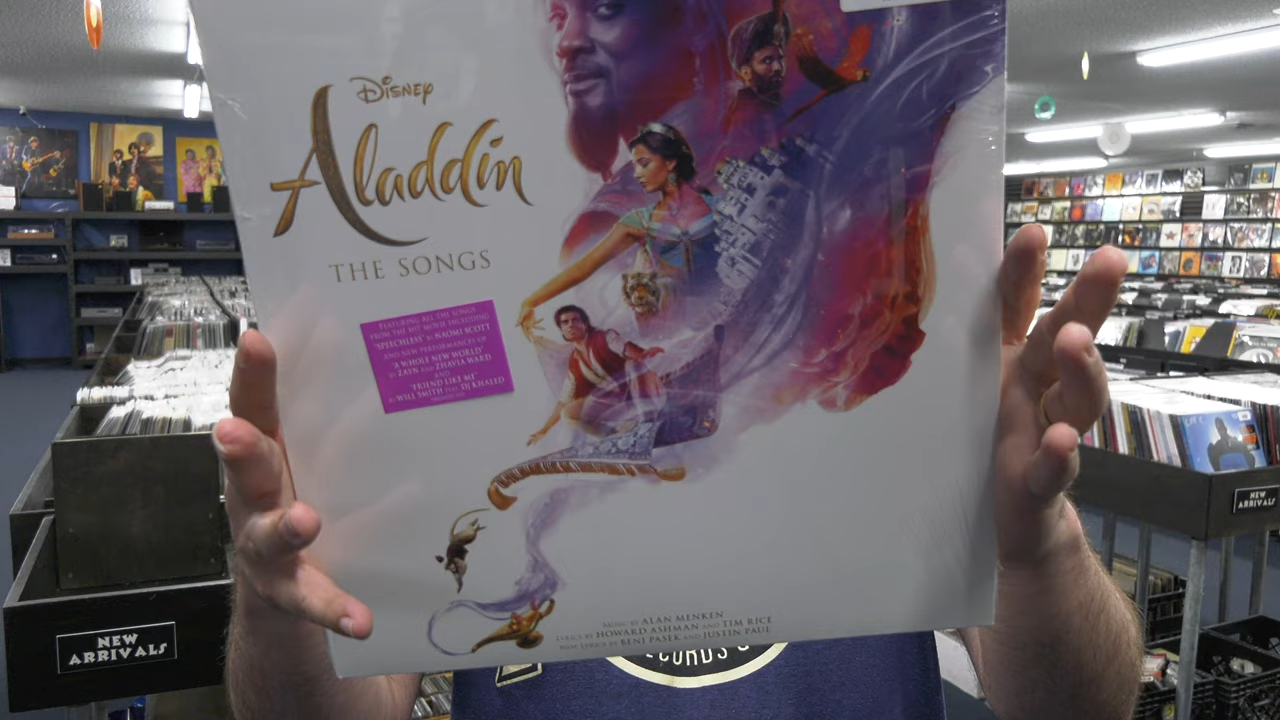 Disney
Aladdin
THE SONGS
FEATURING ALL THE SONGS
FROM THE HIT MOVIE INCLUDING
"SPEECHLESS" BY NAOMI SCOTT
AND NEW PERFORMANCES OF
"A WHOLE NEW WORLD"
BY ZAYN AND ZHAVIA WARD
AND
"FRIEND LIKE ME"
BY WILL SMITH FEAT. DJ KHALED
MUSIC BY ALAN MENKEN
LYRICS BY HOWARD ASHMAN AND TIM RICE
NEW LYRICS BY BENJ PASEK AND JUSTIN PAUL
NEW
ARRIVALS
NEW
ARRIVALS